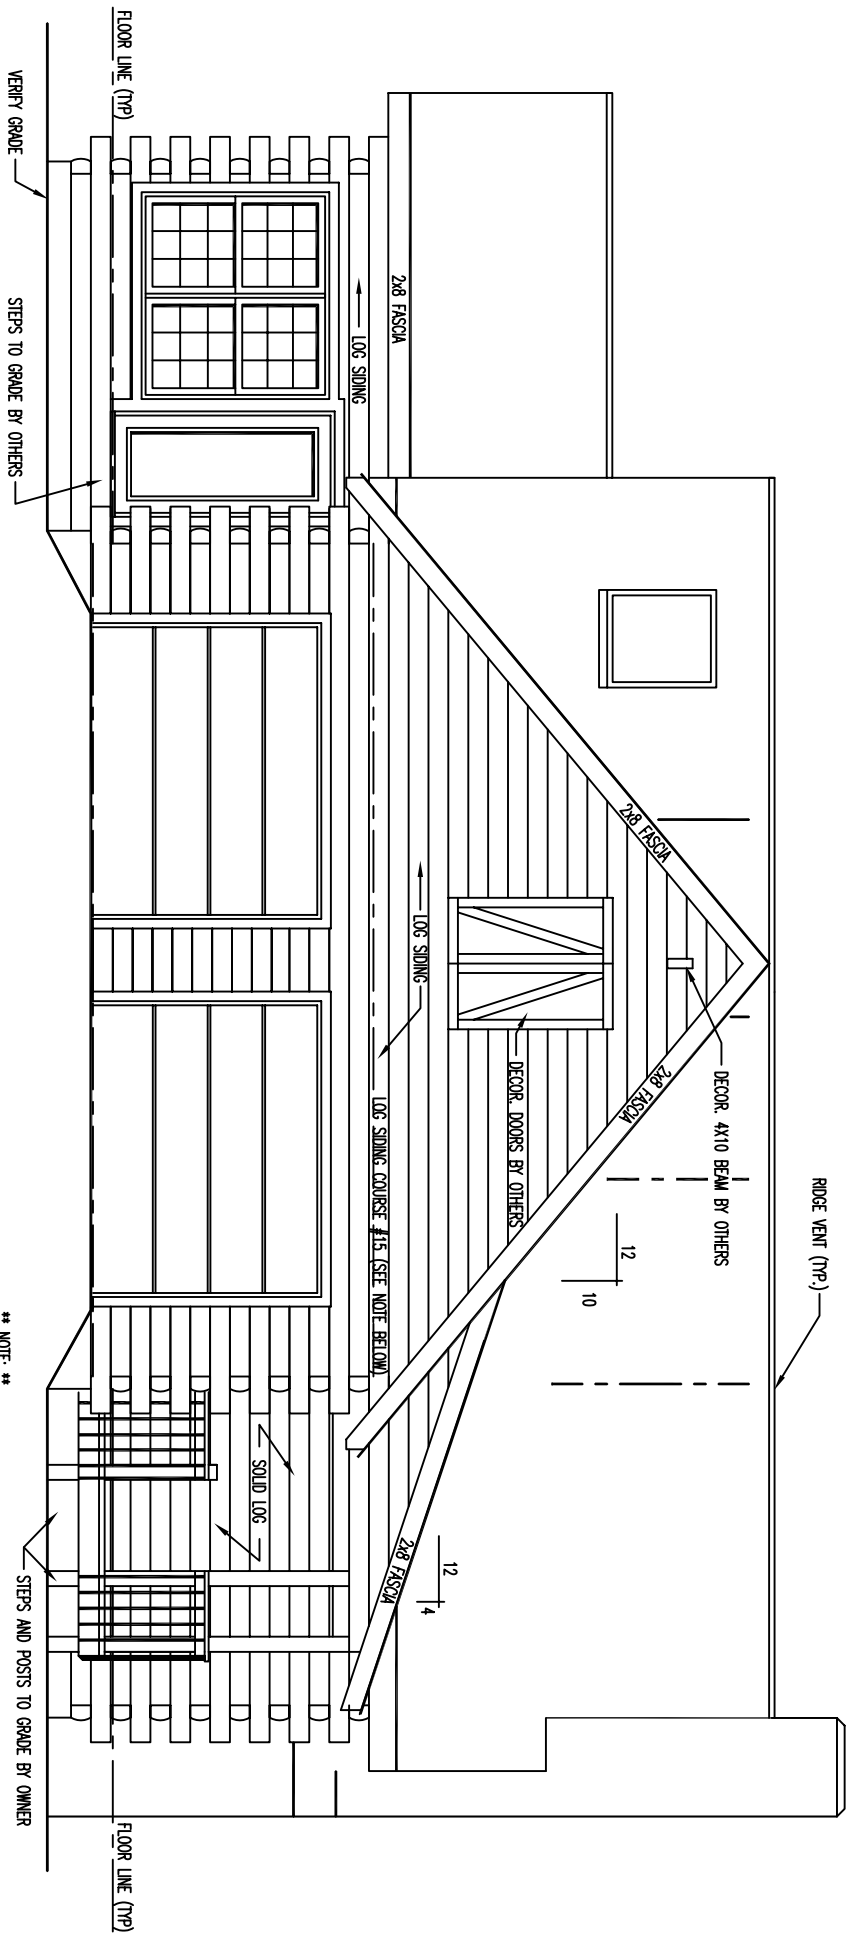 RIDGE VENT (TYP.)
DECOR. 4X10 BEAM BY OTHERS
2x8 FASCIA
2x8 FASCIA
12
10
DECOR. DOORS BY OTHERS
2x8 FASCIA
LOG SIDING
LOG SIDING
12
4
2x8 FASCIA
LOG SIDING COURSE #15 (SEE NOTE BELOW)
SOLID LOG
FLOOR LINE (TYP)
FLOOR LINE (TYP)
VERIFY GRADE
STEPS TO GRADE BY OTHERS
STEPS AND POSTS TO GRADE BY OWNER
** NOTE: **